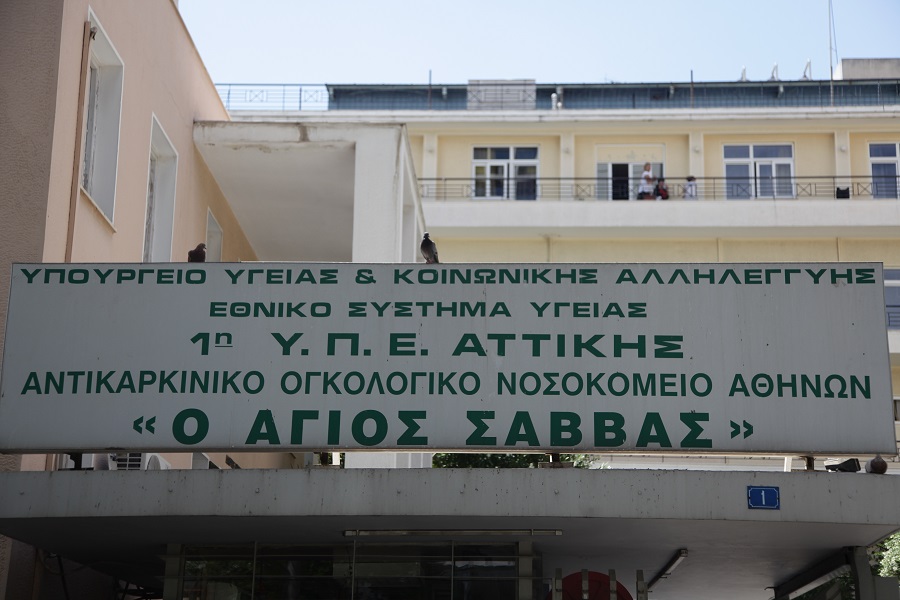 ΥΠΟΥΡΓΕΙΟ ΥΓΕΙΑΣ & ΚΟΙΝΩΝΙΚΗΣ ΑΛΛΗΛΕΓΓΥΗΣ
ΕΘΝΙΚΟ ΣΥΣΤΗΜΑ ΥΓΕΙΑΣ
1η Υ. Π. Ε. ΑΤΤΙΚΗΣ
ΑΝΤΙΚΑΡΚΙΝΙΚΟ ΟΓΚΟΛΟΓΙΚΟ ΝΟΣΟΚΟΜΕΙΟ ΑΘΗΝΩΝ
«Ο ΑΓΙΟΣ ΣΑΒΒΑΣ»
1